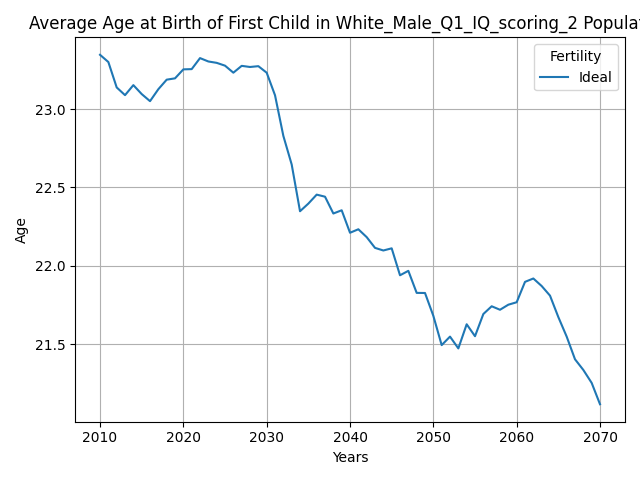 Average Age at Birth of First Child in White_Male_Q1_IQ_scoring_2
Fertility
Ideal
23.0
22.5
22.0
21.5
Age
2010 2020 2030 2040 2050 2060 2070
Years